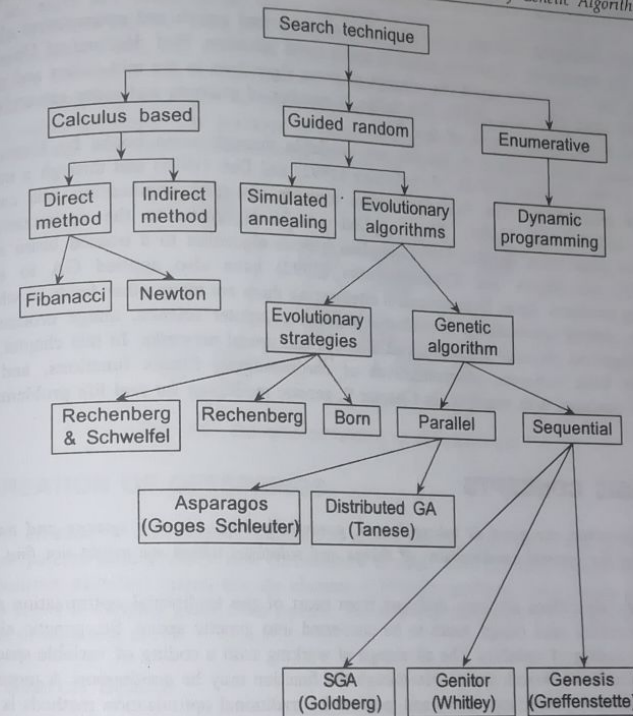 Genetic Algorith
Search technique
Calculus based
Guided random
Enumerative
Direct
method
Indirect
method
Simulated
annealing
Evolutionary
algorithms
Dynamic
programming
Fibanacci
Newton
Evolutionary
strategies
Genetic
algorithm
Rechenberg
& Schwelfel
Rechenberg
Born
Parallel
Sequential
Asparagos
(Goges Schleuter)
Distributed GA
(Tanese)
SGA
(Goldberg)
Genitor
(Whitley)
Genesis
(Greffenstette)